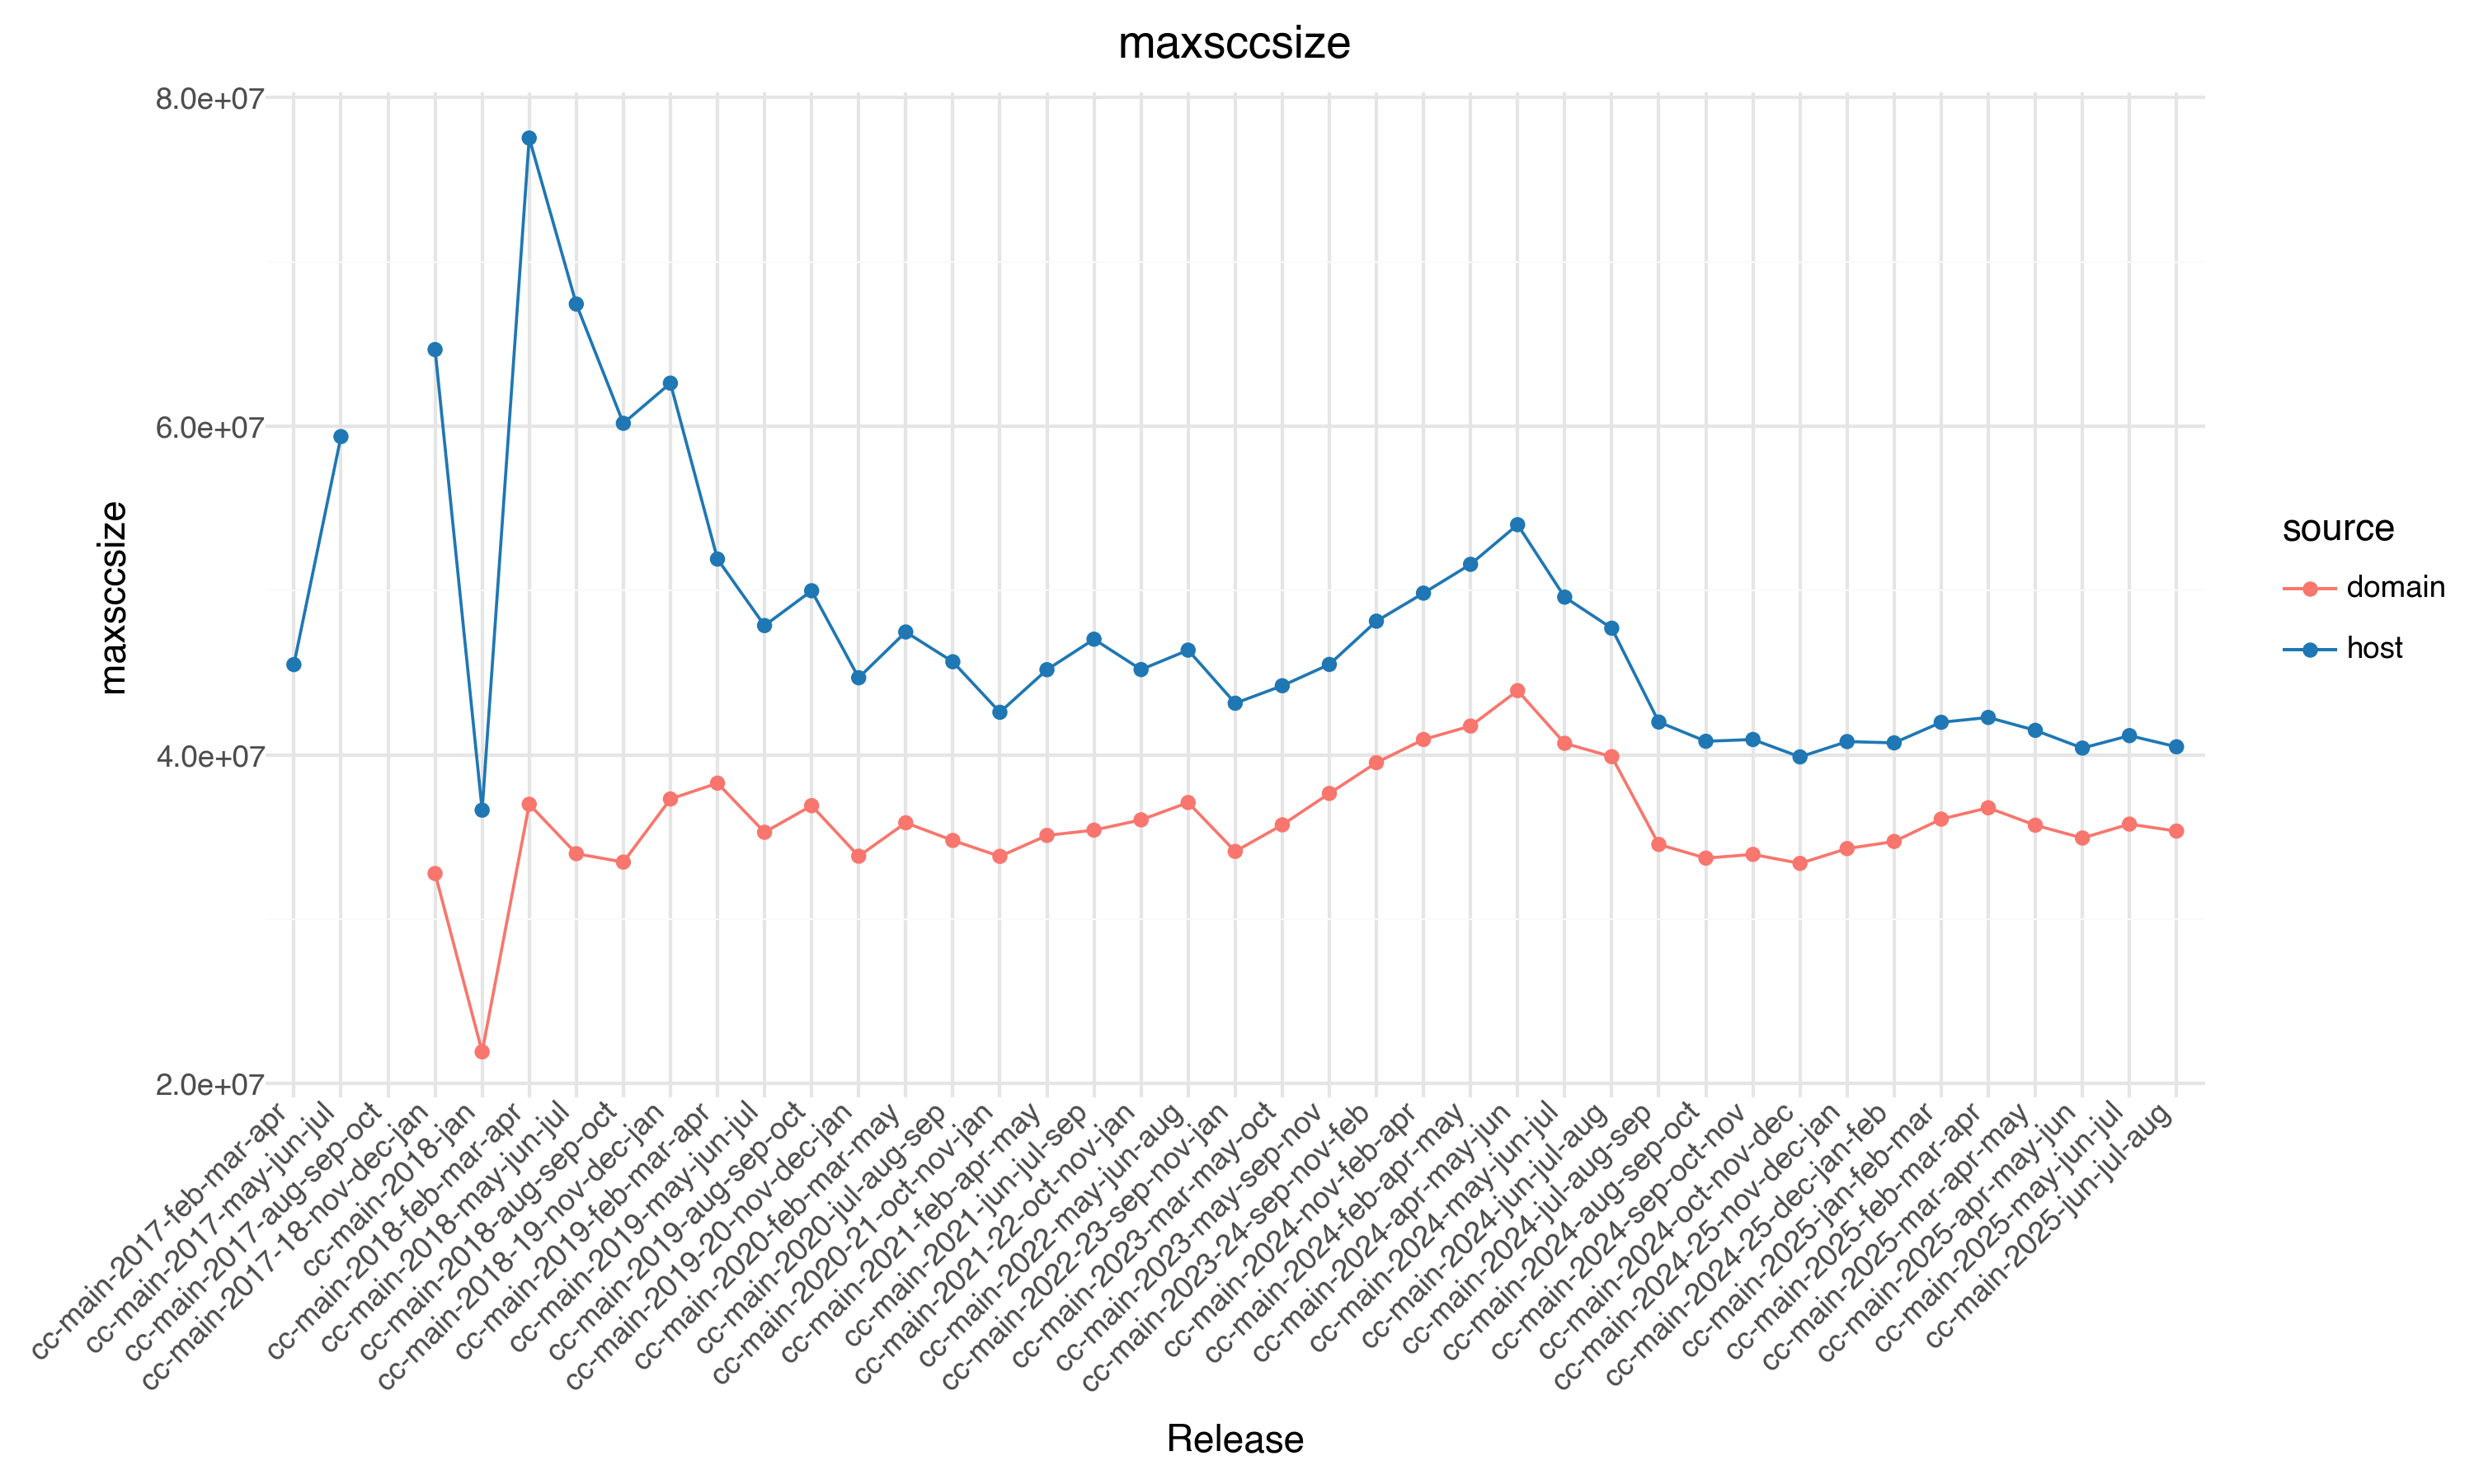 maxsccsize
8.0e+07
6.0e+07
4.0e+07
2.0e+07
maxsccsize
cc-main-2017-feb-mar-apr
cc-main-2017-may-jun-jul
cc-main-2017-aug-sep-oct
cc-main-2017-18-nov-dec-jan
cc-main-2018-jan
cc-main-2018-feb-mar-apr
cc-main-2018-may-jun-jul
cc-main-2018-aug-sep-oct
cc-main-2018-19-nov-dec-jan
cc-main-2019-feb-mar-apr
cc-main-2019-may-jun-jul
cc-main-2019-aug-sep-oct
cc-main-2019-20-nov-dec-jan
cc-main-2020-feb-mar-may
cc-main-2020-jul-aug-sep
cc-main-2020-21-oct-nov-jan
cc-main-2021-feb-apr-may
cc-main-2021-jun-jul-sep
cc-main-2021-22-oct-nov-jan
cc-main-2022-may-jun-aug
cc-main-2022-23-sep-nov-jan
cc-main-2023-mar-may-oct
cc-main-2023-may-sep-nov
cc-main-2023-24-sep-nov-feb
cc-main-2024-nov-feb-apr
cc-main-2024-feb-apr-may
cc-main-2024-apr-may-jun
cc-main-2024-may-jun-jul
cc-main-2024-jun-jul-aug
cc-main-2024-jul-aug-sep
cc-main-2024-aug-sep-oct
cc-main-2024-sep-oct-nov
cc-main-2024-oct-nov-dec
cc-main-2024-25-nov-dec-jan
cc-main-2024-25-dec-jan-feb
cc-main-2025-jan-feb-mar
cc-main-2025-feb-mar-apr
cc-main-2025-mar-apr-may
cc-main-2025-apr-may-jun
cc-main-2025-may-jun-jul
cc-main-2025-jun-jul-aug
Release
source
domain
host